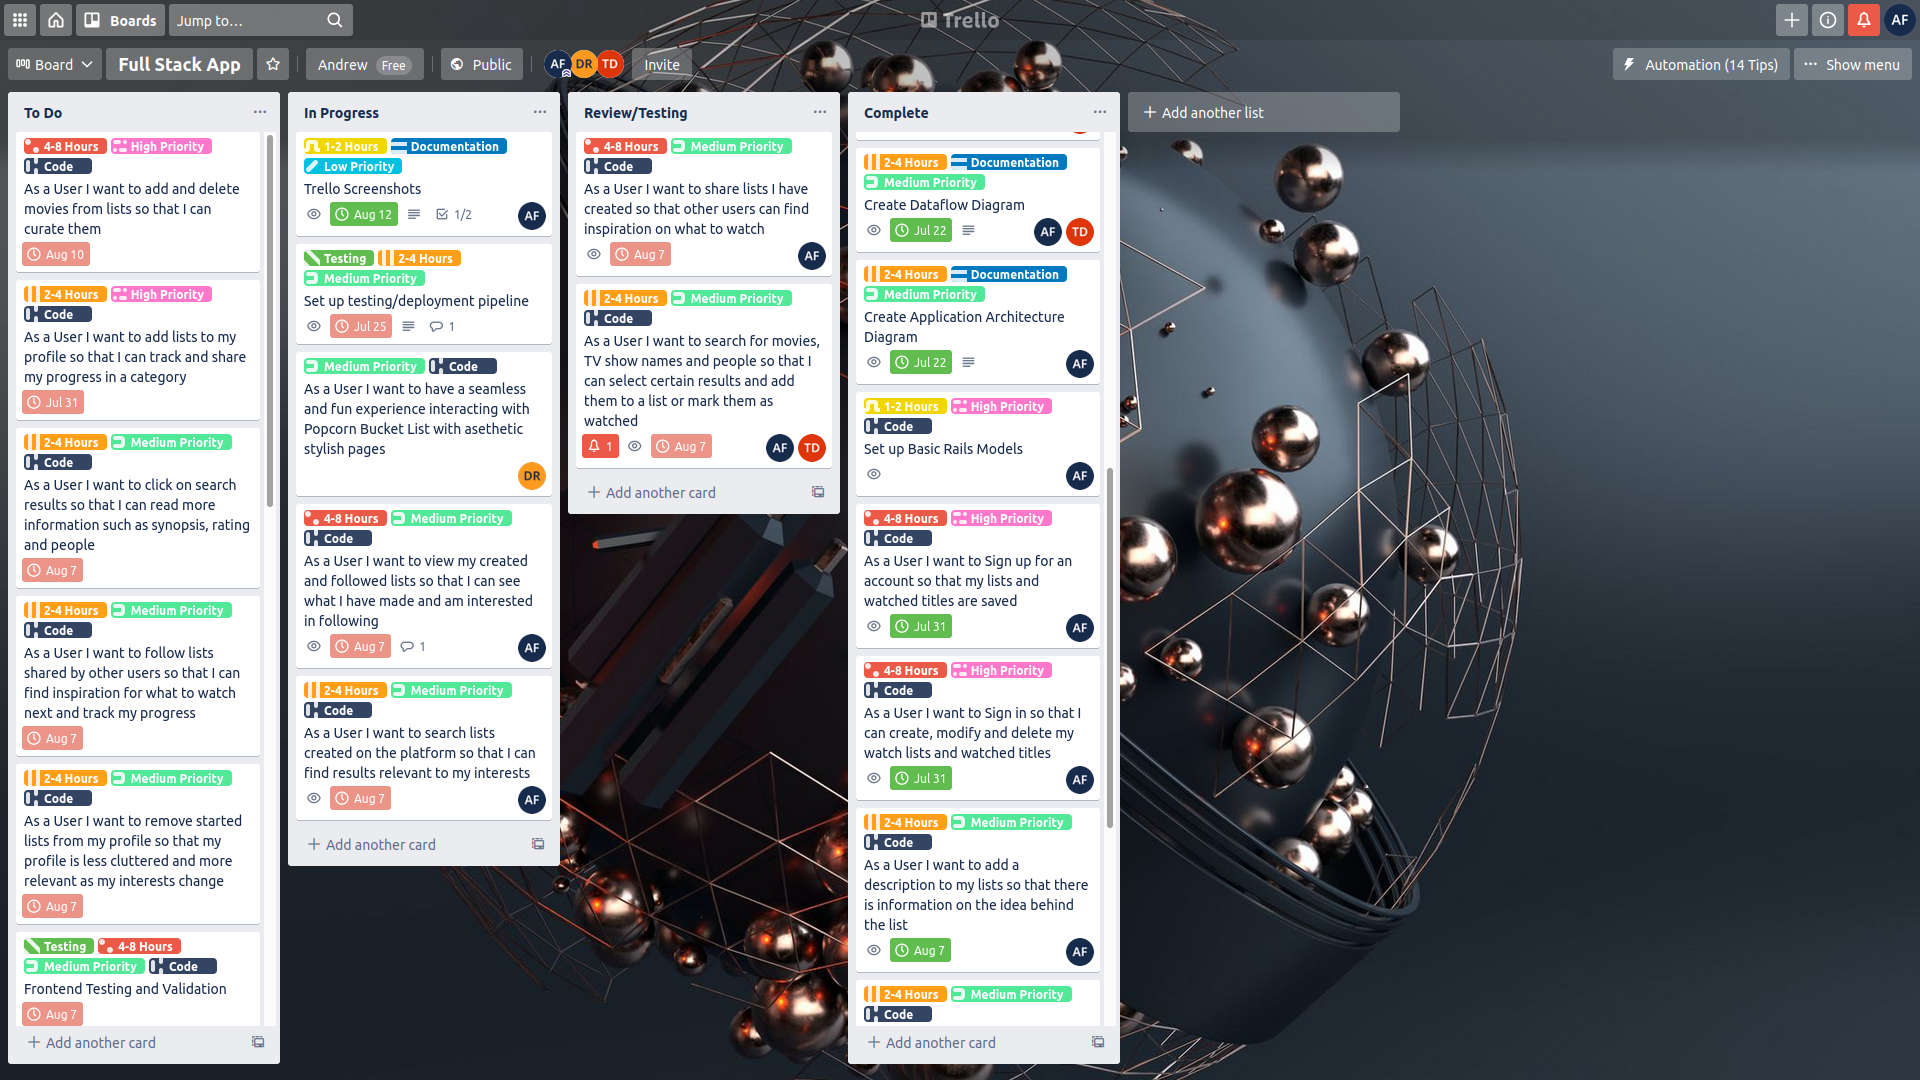 Boards
Jump to...
Trello
AF
Board
Full Stack App
Andrew Free
Public
AF DR TD
Invite
Automation (14 Tips)
Show menu
To Do
4-8 Hours High Priority
Code
As a User I want to add and delete
movies from lists so that I can
curate them
Aug 10
2-4 Hours High Priority
Code
As a User I want to add lists to my
profile so that I can track and share
my progress in a category
Jul 31
2-4 Hours Medium Priority
Code
As a User I want to click on search
results so that I can read more
information such as synopsis, rating
and people
Aug 7
2-4 Hours Medium Priority
Code
As a User I want to follow lists
shared by other users so that I can
find inspiration for what to watch
next and track my progress
Aug 7
2-4 Hours Medium Priority
Code
As a User I want to remove started
lists from my profile so that my
profile is less cluttered and more
relevant as my interests change
Aug 7
Testing 4-8 Hours
Medium Priority Code
Frontend Testing and Validation
Aug 7
+ Add another card
In Progress
1-2 Hours Documentation
Low Priority
Trello Screenshots
Aug 12 1/2 AF
Testing 2-4 Hours
Medium Priority
Set up testing/deployment pipeline
Jul 25 1
Medium Priority Code
As a User I want to have a seamless
and fun experience interacting with
Popcorn Bucket List with asethetic
stylish pages
DR
4-8 Hours Medium Priority
Code
As a User I want to view my created
and followed lists so that I can see
what I have made and am interested
in following
Aug 7 1 AF
2-4 Hours Medium Priority
Code
As a User I want to search lists
created on the platform so that I can
find results relevant to my interests
Aug 7 AF
+ Add another card
Review/Testing
4-8 Hours Medium Priority
Code
As a User I want to share lists I have
created so that other users can find
inspiration on what to watch
Aug 7 AF
2-4 Hours Medium Priority
Code
As a User I want to search for movies,
TV show names and people so that I
can select certain results and add
them to a list or mark them as
watched
1 Aug 7 AF TD
+ Add another card
Complete
2-4 Hours Documentation
Medium Priority
Create Dataflow Diagram
Jul 22 AF TD
2-4 Hours Documentation
Medium Priority
Create Application Architecture
Diagram
Jul 22 AF
1-2 Hours High Priority
Code
Set up Basic Rails Models
AF
4-8 Hours High Priority
Code
As a User I want to Sign up for an
account so that my lists and
watched titles are saved
Jul 31 AF
4-8 Hours High Priority
Code
As a User I want to Sign in so that I
can create, modify and delete my
watch lists and watched titles
Jul 31 AF
2-4 Hours Medium Priority
Code
As a User I want to add a
description to my lists so that there
is information on the idea behind
the list
Aug 7 AF
2-4 Hours Medium Priority
Code
+ Add another card
+ Add another list